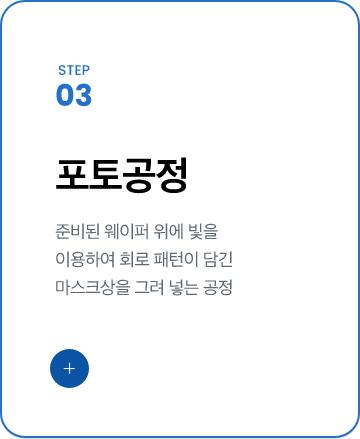 STEP
03
포토공정
준비된 웨이퍼 위에 빛을
이용하여 회로 패턴이 담긴
마스크상을 그려 넣는 공정
+